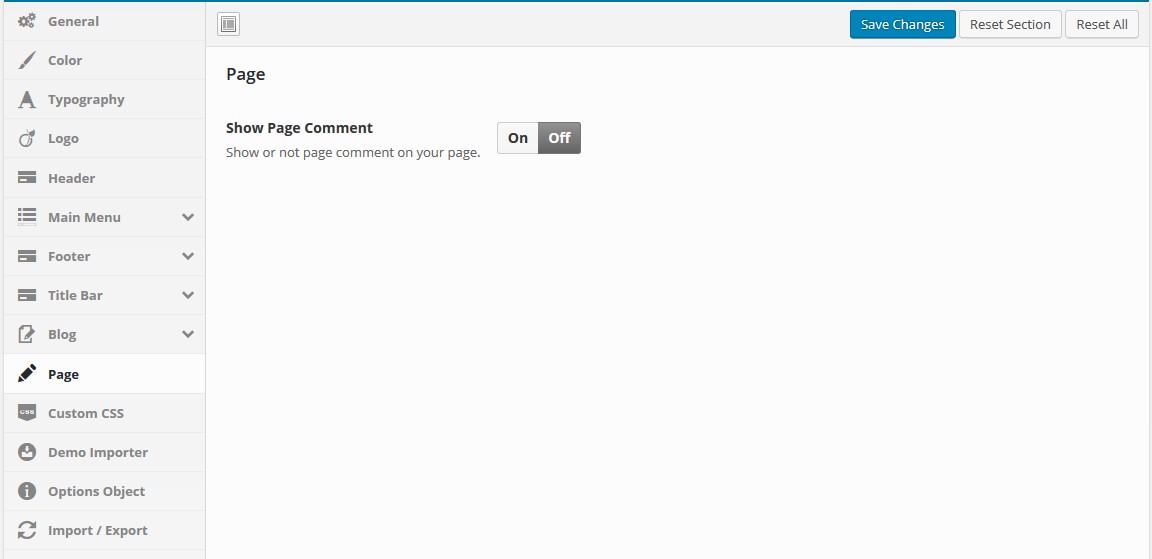 General
Color
Typography
Logo
Header
Main Menu
Footer
Title Bar
Blog
Page
CSS
Custom CSS
Demo Importer
Options Object
Import / Export
Save Changes
Reset Section
Reset All
Page
Show Page Comment
Show or not page comment on your page.
On
Off